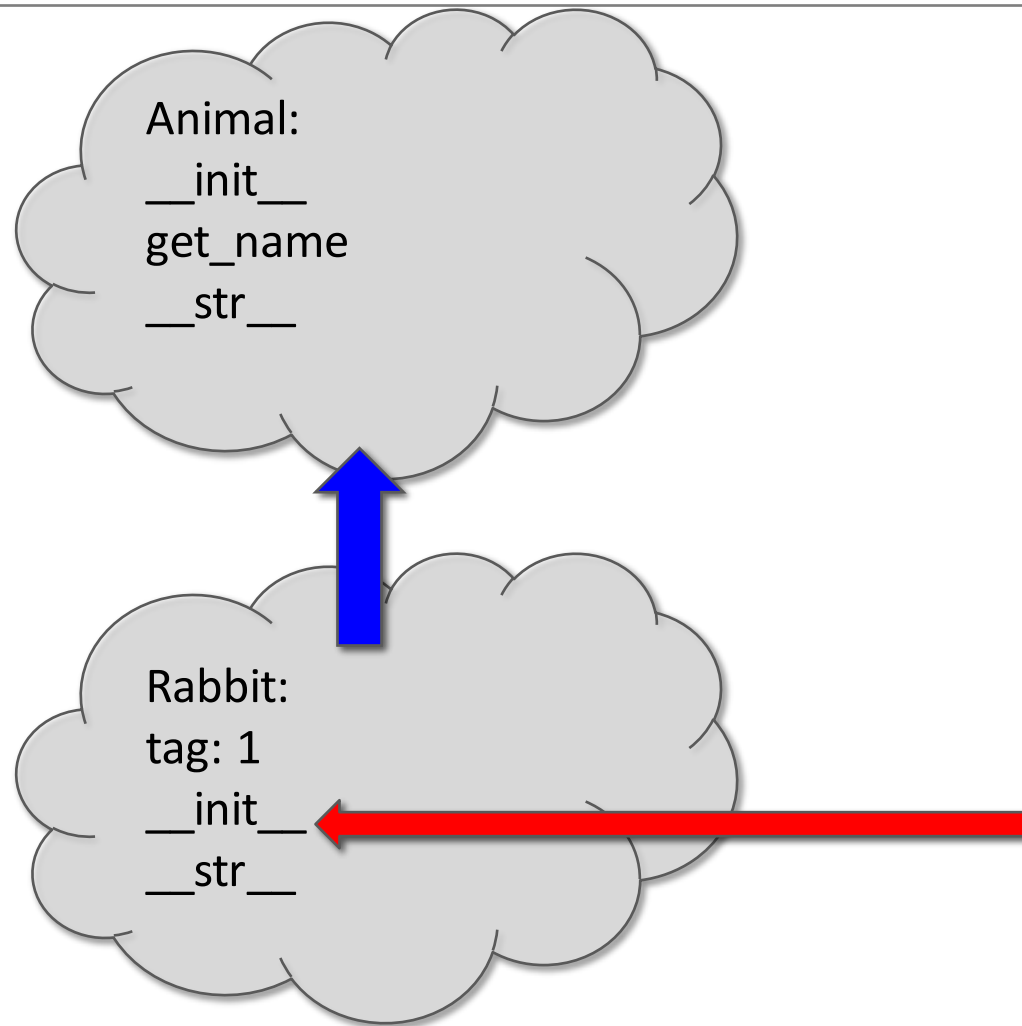 Animal:
__init__
get_name
__str__
Rabbit:
tag: 1
__init__
__str__